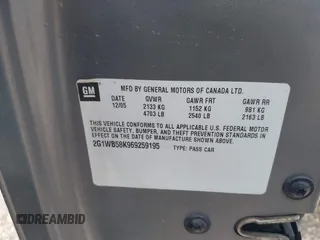 GM
MFD BY GENERAL MOTORS OF CANADA LTD.
DATE GVWR GAWR FRT GAWR RR
12/05 2133 KG 1152 KG 981 KG
4703 LB 2540 LB 2163 LB
THIS VEHICLE CONFORMS TO ALL APPLICABLE U.S. FEDERAL MOTOR
VEHICLE SAFETY, BUMPER, AND THEFT PREVENTION STANDARDS IN
EFFECT ON THE DATE OF MANUFACTURE SHOWN ABOVE.
2G1WB58K969259195 TYPE: PASS CAR
DREAMBID